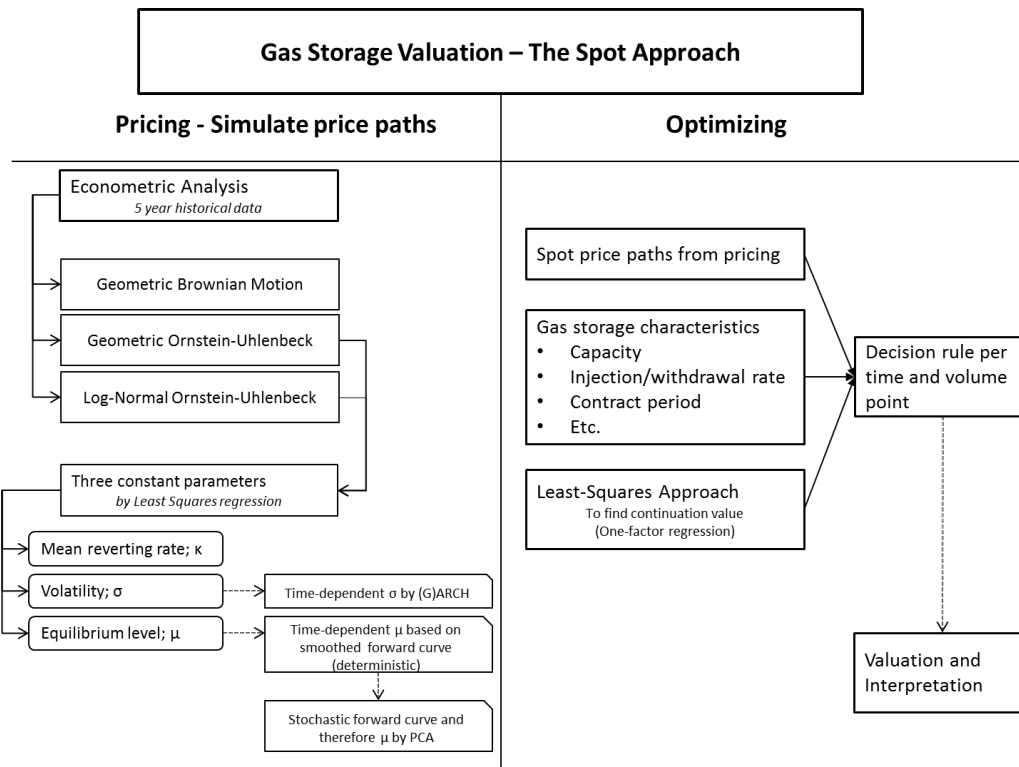 Gas Storage Valuation – The Spot Approach
Pricing - Simulate price paths
Econometric Analysis
5 year historical data
Geometric Brownian Motion
Geometric Ornstein-Uhlenbeck
Log-Normal Ornstein-Uhlenbeck
Three constant parameters
by Least Squares regression
Mean reverting rate; κ
Volatility; σ
Time-dependent σ by (G)ARCH
Equilibrium level; μ
Time-dependent μ based on
smoothed forward curve
(deterministic)
Stochastic forward curve and
therefore μ by PCA
Optimizing
Spot price paths from pricing
Gas storage characteristics
• Capacity
• Injection/withdrawal rate
• Contract period
• Etc.
Least-Squares Approach
To find continuation value
(One-factor regression)
Decision rule per
time and volume
point
Valuation and
Interpretation